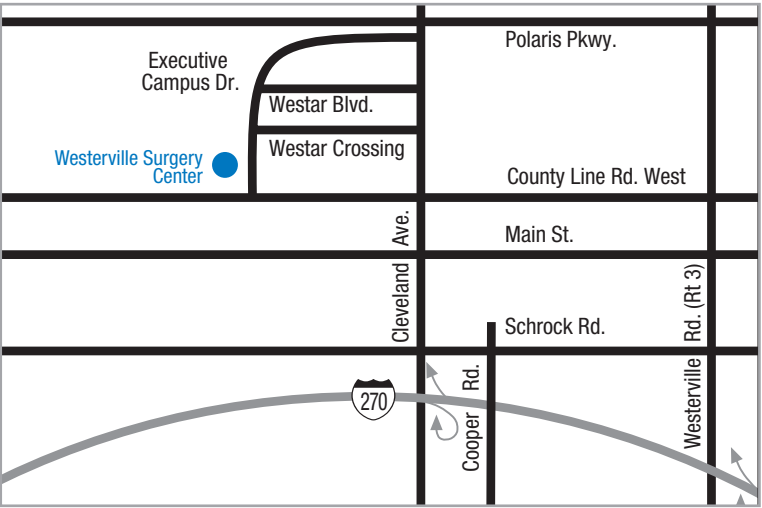 Polaris Pkwy.
Executive
Campus Dr.
Westar Blvd.
Westar Crossing
Westerville Surgery
Center
County Line Rd. West
Main St.
Cleveland Ave.
Westerville Rd. (Rt 3)
Schrock Rd.
Cooper Rd.
270